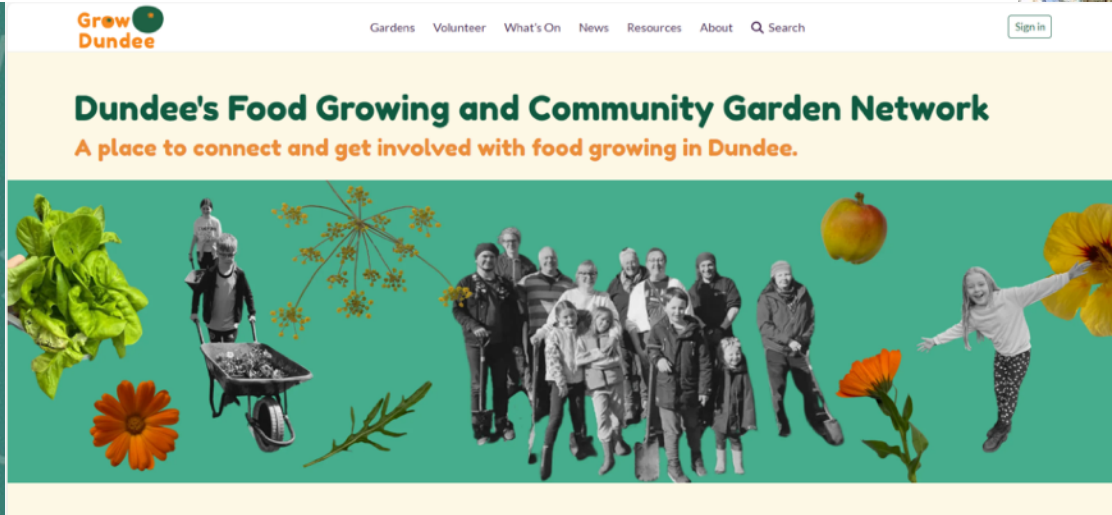 Grow
Dundee
Gardens Volunteer What's On News Resources About Search
Sign in
Dundee's Food Growing and Community Garden Network
A place to connect and get involved with food growing in Dundee.